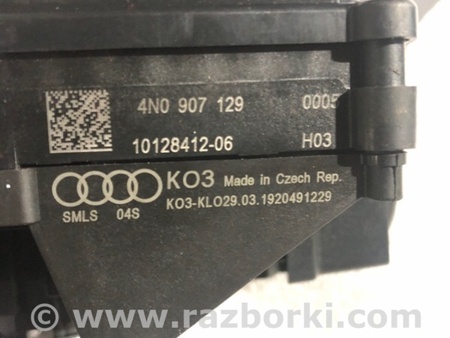 4N0 907 129 0005
10128412-06 H03
KO3 Made in Czech Rep.
SMLS 04S KO3-KLO29.03.1920491229
© www.razborki.com